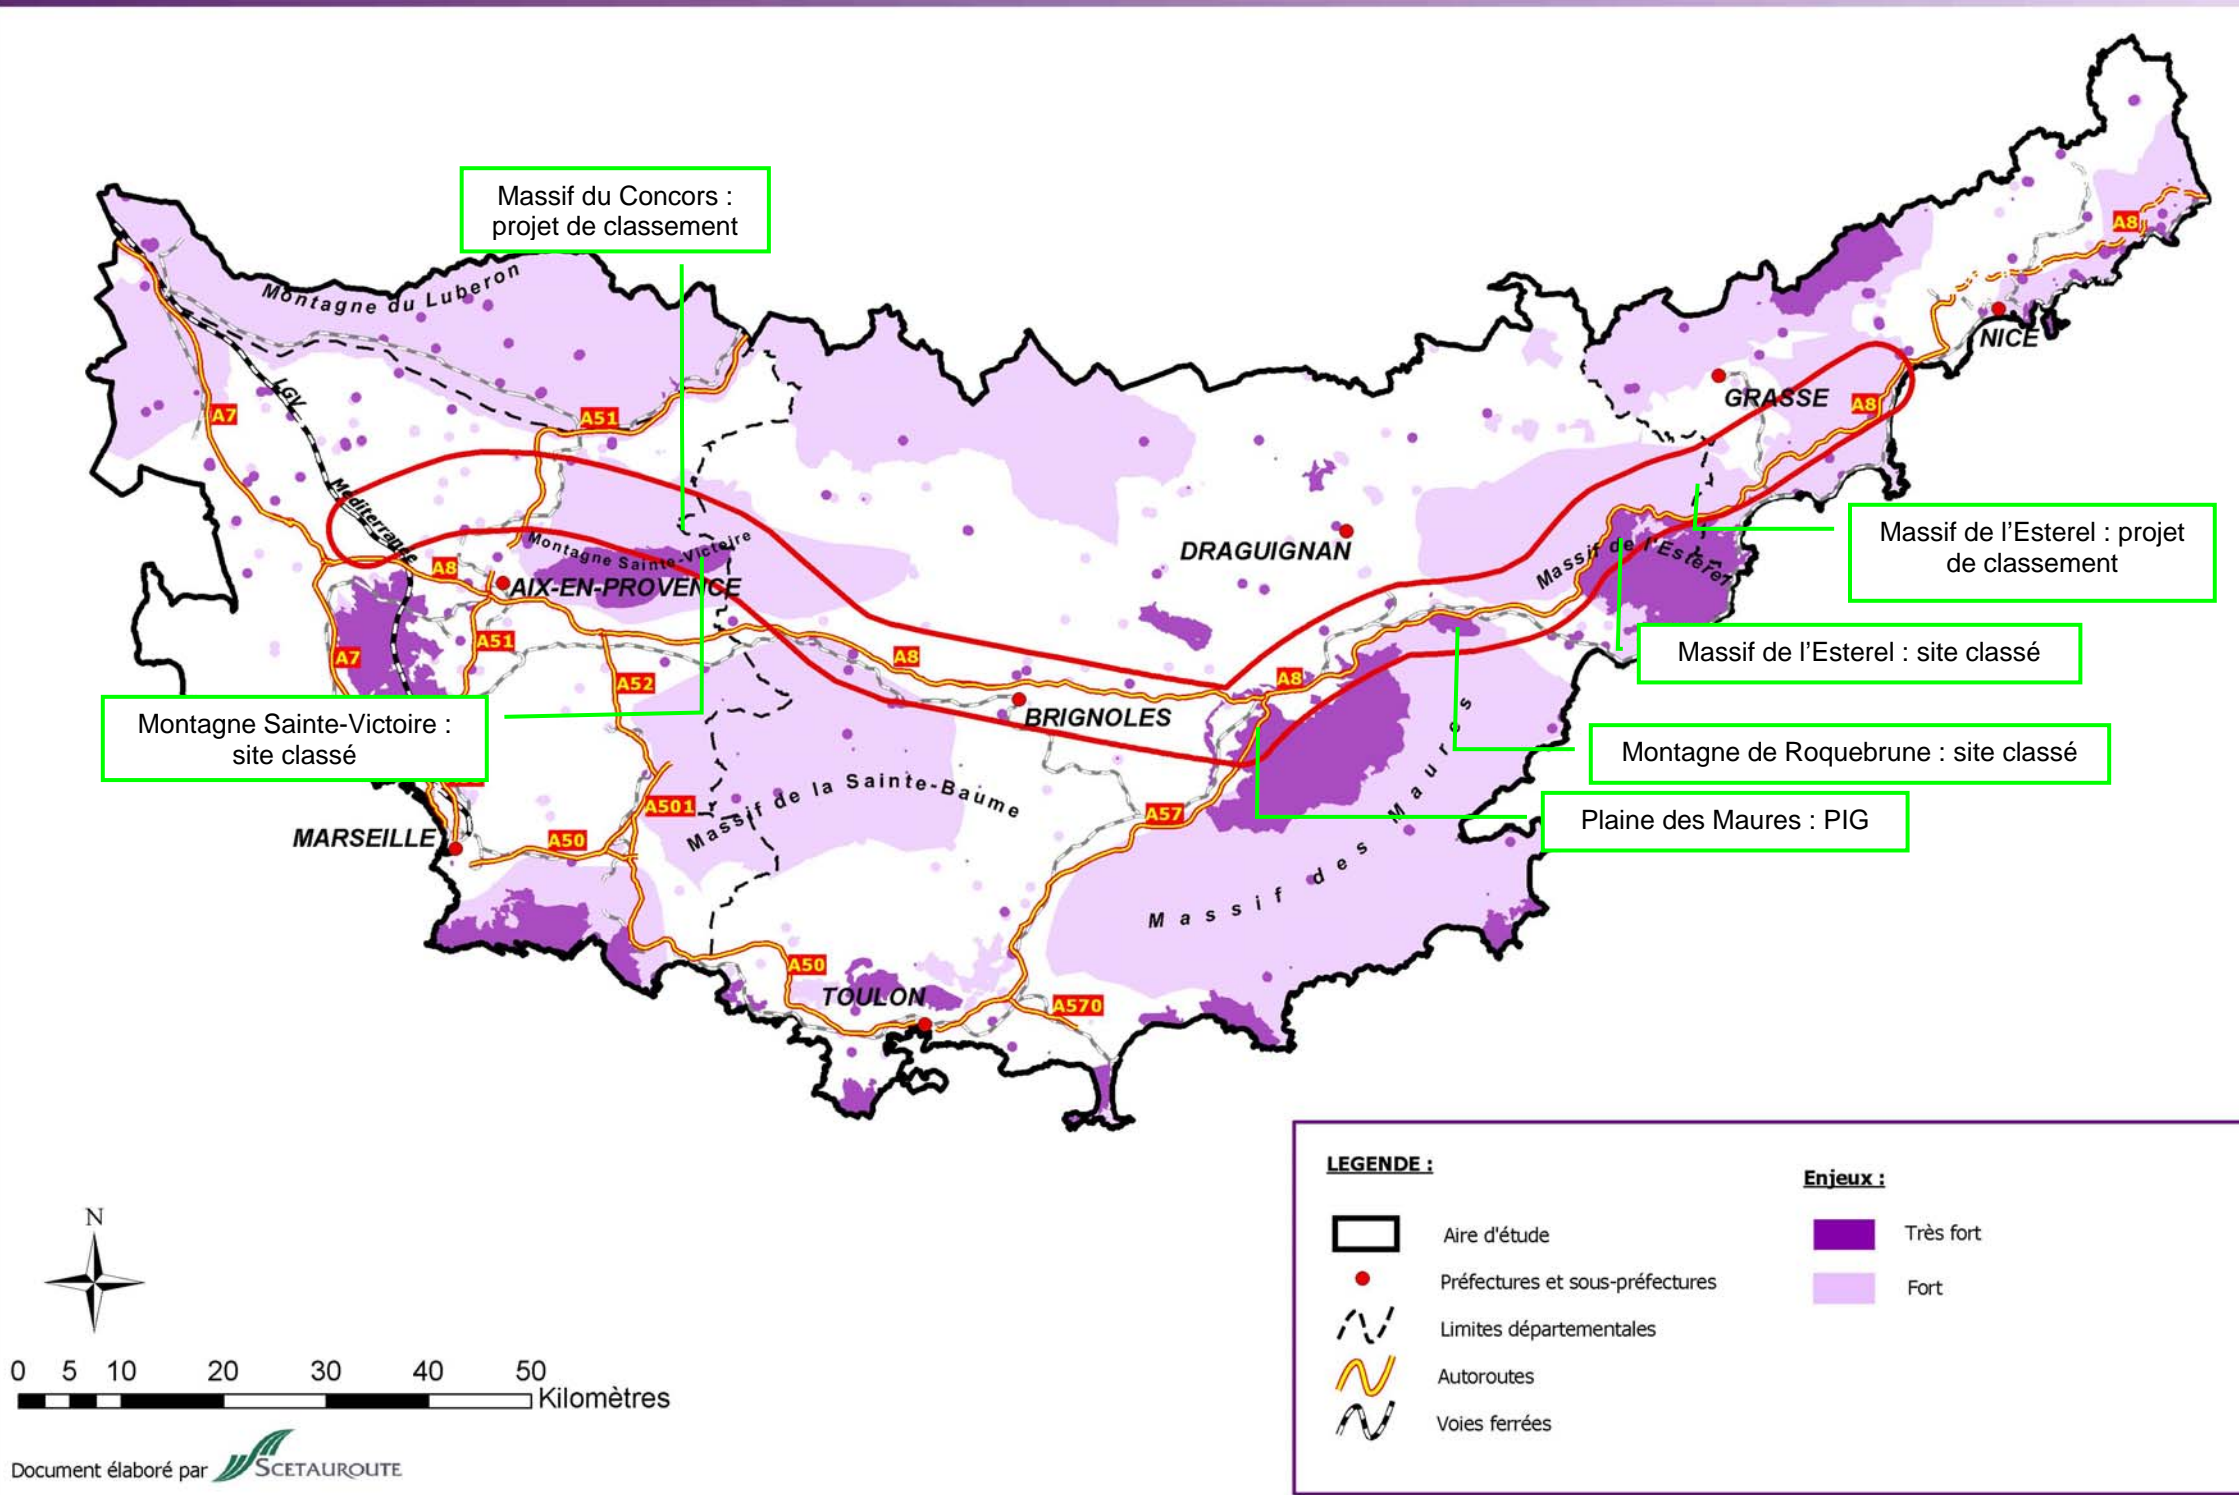 Massif du Concors :
projet de classement
Montagne du Luberon
A8
NICE
GRASSE
A8
A7
A51
LGV
Méditerranée
Montagne Sainte-Victoire
A8
AIX-EN-PROVENCE
DRAGUIGNAN
Massif de l'Esterel
Massif de l’Esterel : projet
de classement
A51
A7
A8
A52
A8
Massif de l’Esterel : site classé
Montagne Sainte-Victoire :
site classé
BRIGNOLES
Montagne de Roquebrune : site classé
Massif de la Sainte-Baume
A501
A57
Plaine des Maures : PIG
MARSEILLE
A50
Massif des Maures
A50
TOULON
A570
LEGENDE :
Aire d'étude
Préfectures et sous-préfectures
Limites départementales
Autoroutes
Voies ferrées
Enjeux :
Très fort
Fort
N
0 5 10 20 30 40 50
Kilomètres
Document élaboré par SCETAUROUTE